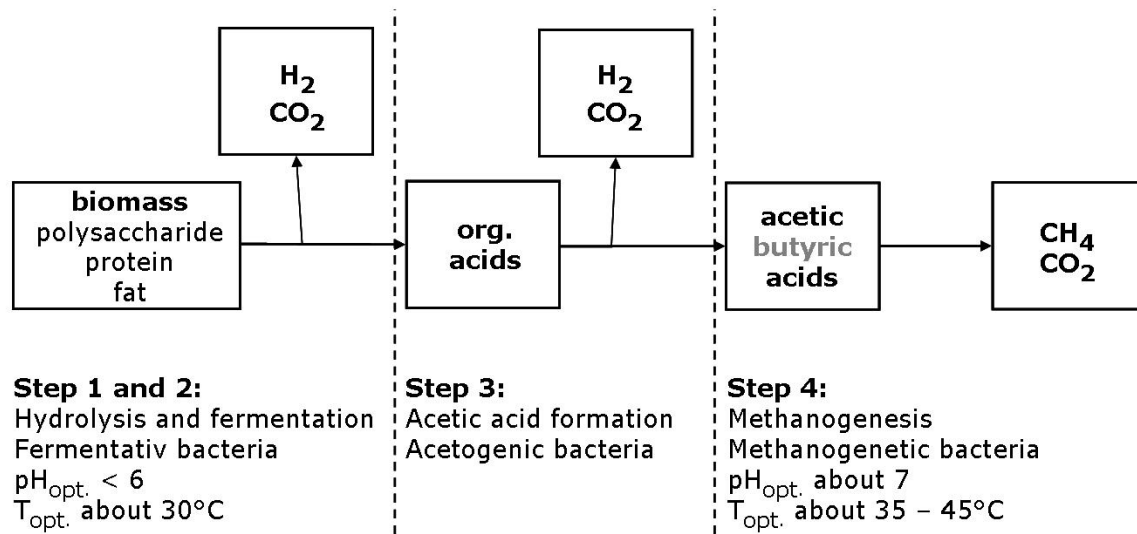 H₂
CO₂
H₂
CO₂
biomass
polysaccharide
protein
fat
org.
acids
acetic
butyric
acids
CH₄
CO₂
Step 1 and 2:
Hydrolysis and fermentation
Fermentativ bacteria
pHopt. < 6
Topt. about 30°C
Step 3:
Acetic acid formation
Acetogenic bacteria
Step 4:
Methanogenesis
Methanogenetic bacteria
pHopt. about 7
Topt. about 35 – 45°C